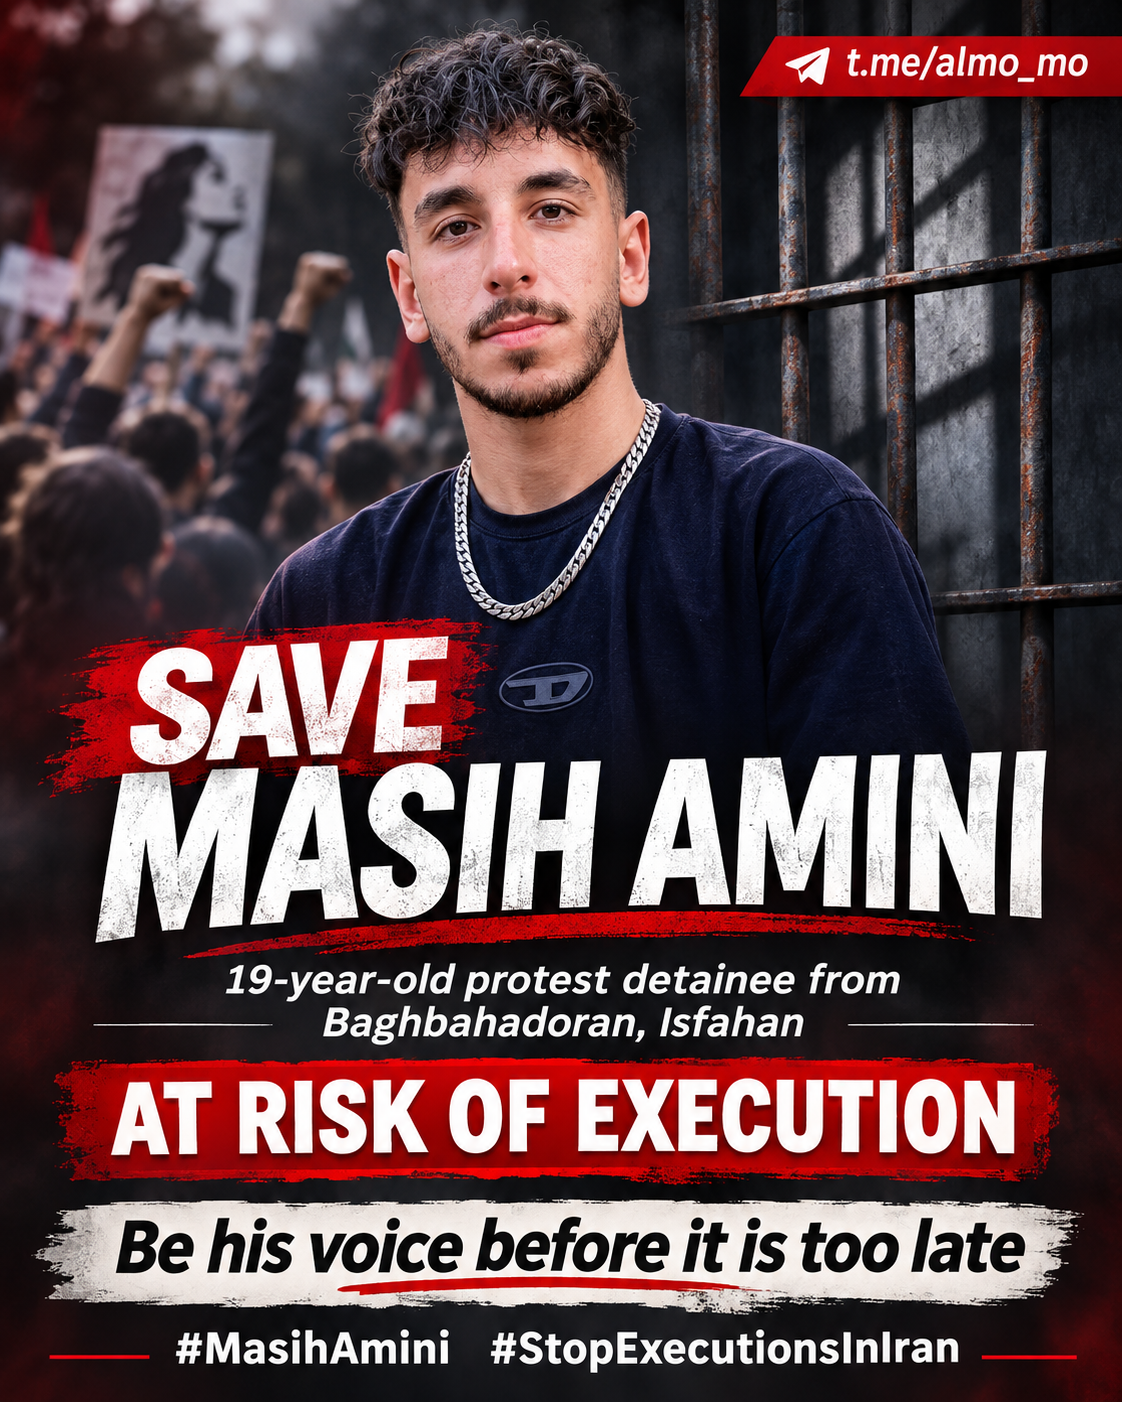 t.me/almo_mo
SAVE
MASIH AMINI
19-year-old protest detainee from
Baghbahadoran, Isfahan
AT RISK OF EXECUTION
Be his voice before it is too late
#MasihAmini #StopExecutionsInIran